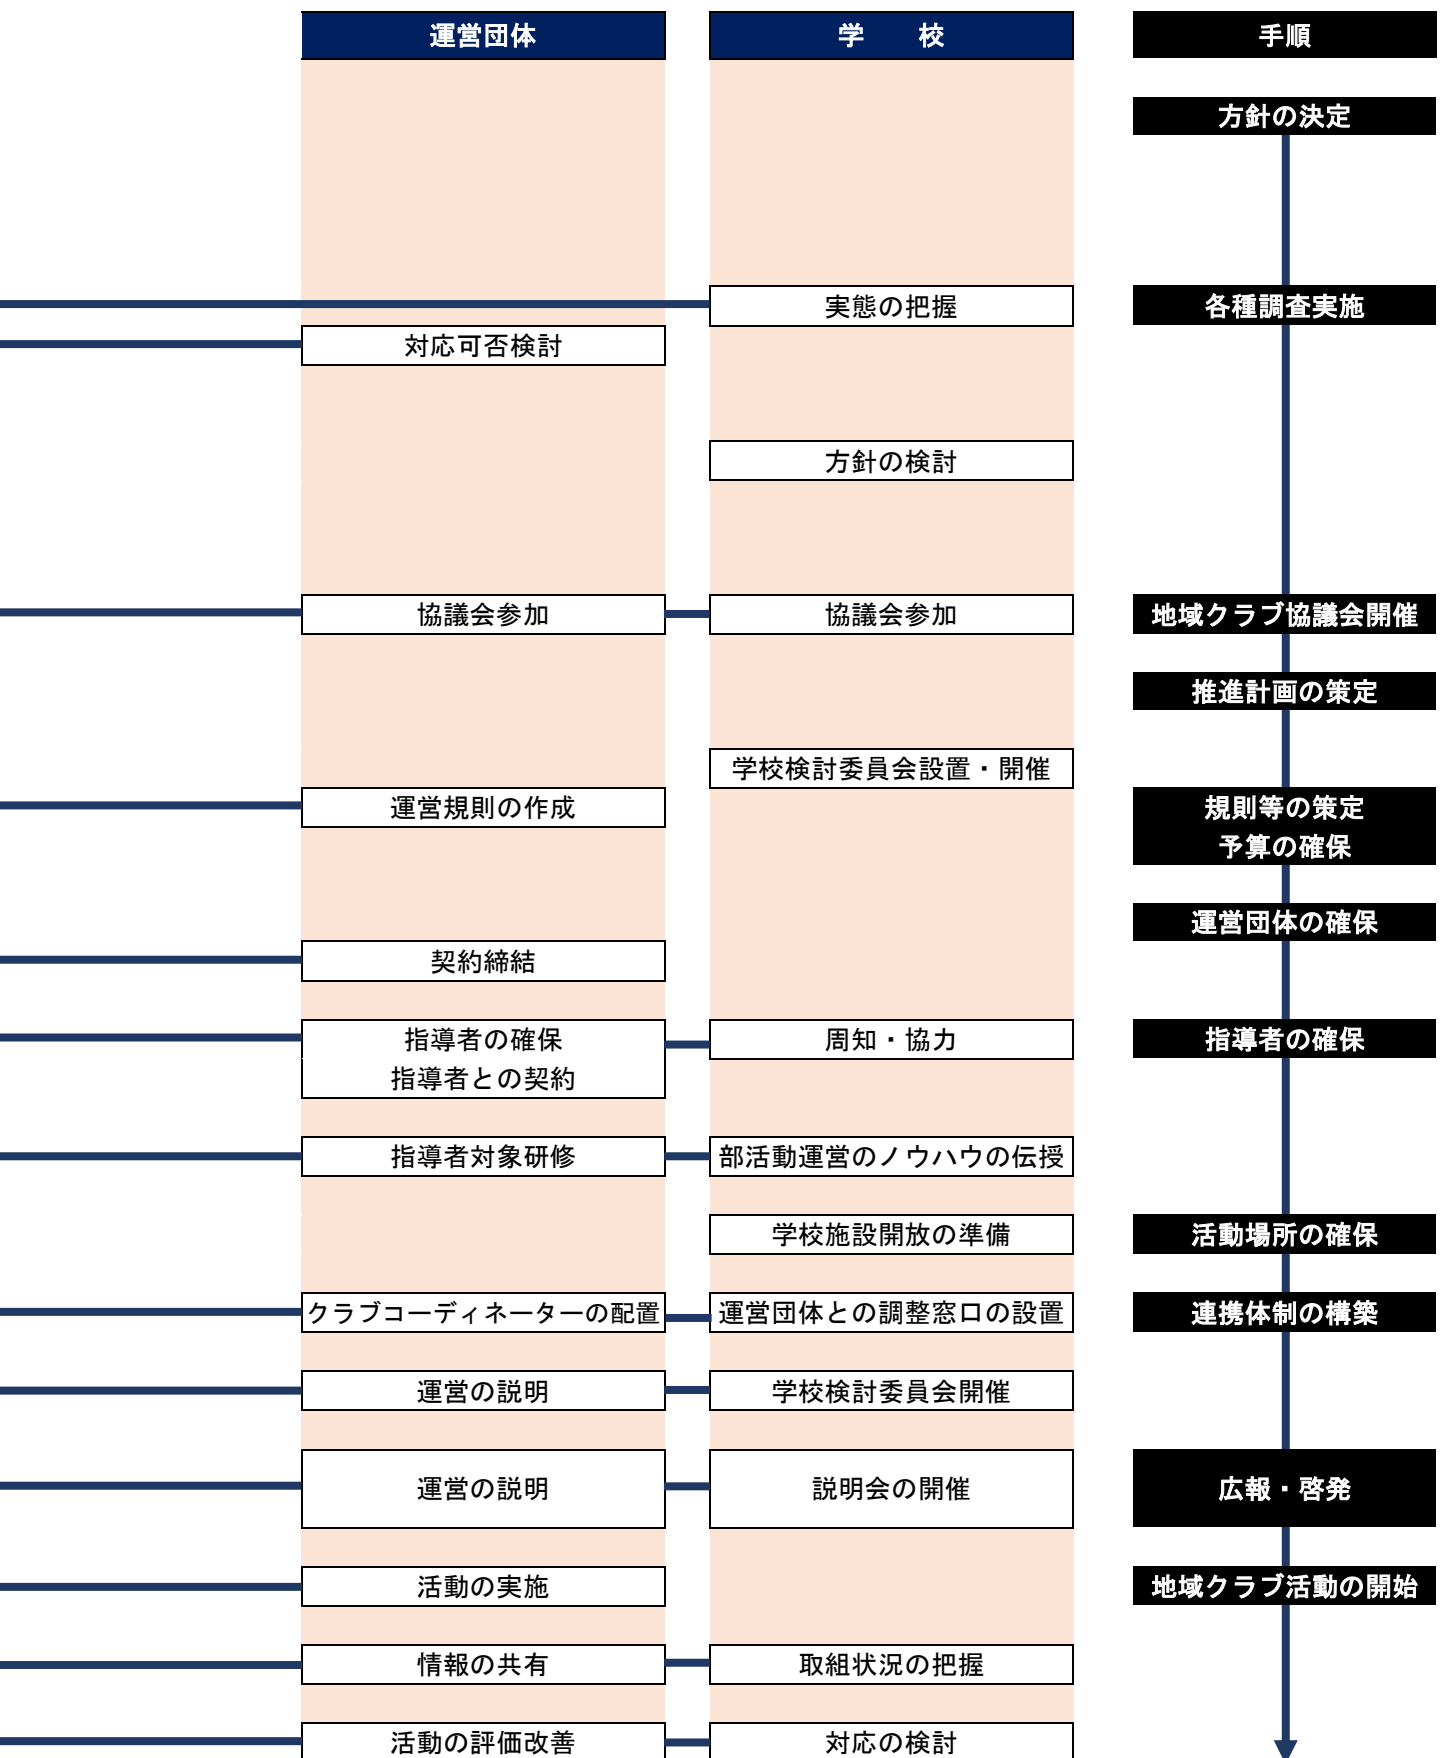 運営団体
学　　校
手順
方針の決定
実態の把握
各種調査実施
対応可否検討
方針の検討
協議会参加
協議会参加
地域クラブ協議会開催
推進計画の策定
学校検討委員会設置・開催
運営規則の作成
規則等の策定
予算の確保
運営団体の確保
契約締結
指導者の確保
指導者との契約
周知・協力
指導者の確保
指導者対象研修
部活動運営のノウハウの伝授
学校施設開放の準備
活動場所の確保
クラブコーディネーターの配置
運営団体との調整窓口の設置
連携体制の構築
運営の説明
学校検討委員会開催
運営の説明
説明会の開催
広報・啓発
活動の実施
地域クラブ活動の開始
情報の共有
取組状況の把握
活動の評価改善
対応の検討